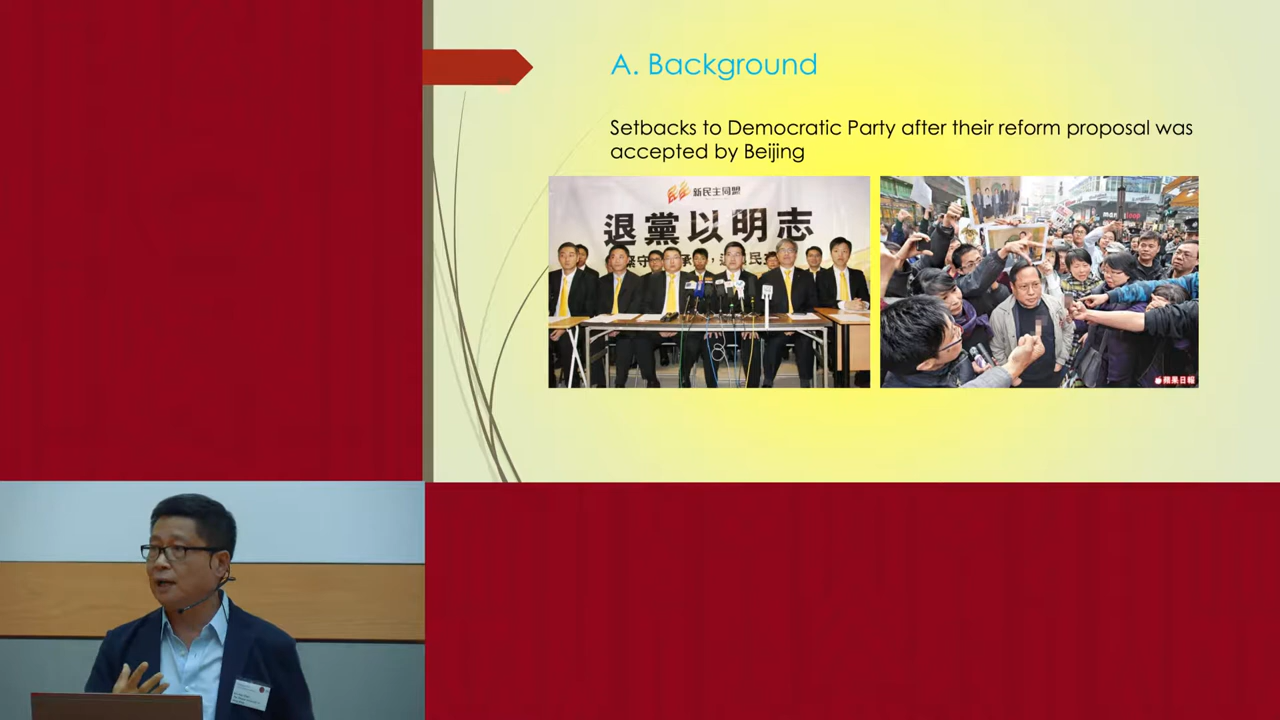 A. Background
Setbacks to Democratic Party after their reform proposal was
accepted by Beijing
新民主同盟
退黨以明志
蘋果日報